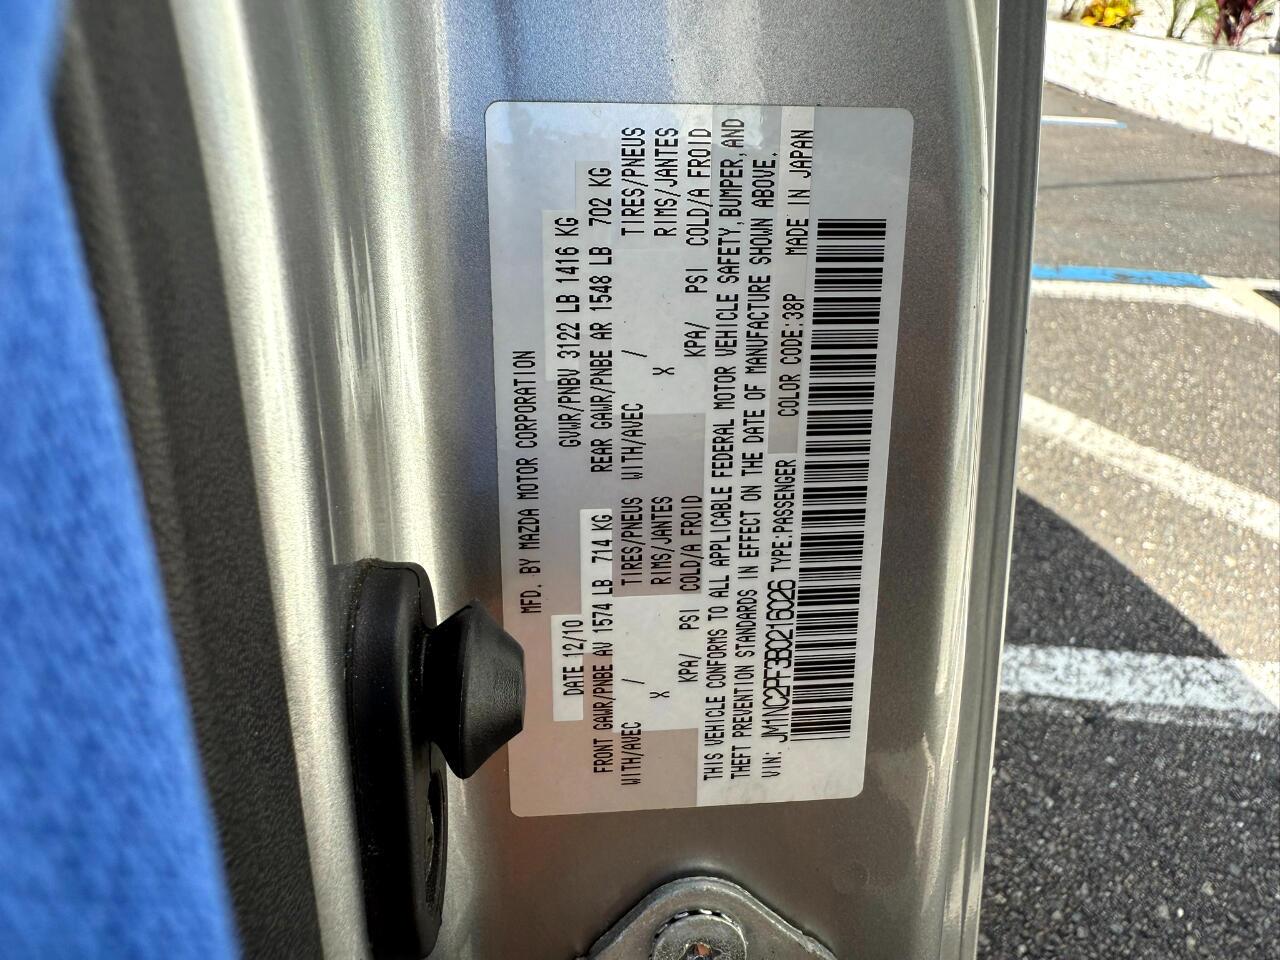 MFD. BY MAZDA MOTOR CORPORATION
DATE 12/10 GVWR/PNBV 3122 LB 1416 KG
FRONT GAWR/PNBE AV 1574 LB 714 KG REAR GAWR/PNBE AR 1548 LB 702 KG
WITH/AVEC / TIRES/PNEUS WITH/AVEC / TIRES/PNEUS
X RIMS/JANTES X RIMS/JANTES
KPA/ PSI COLD/A FROID KPA/ PSI COLD/A FROID
THIS VEHICLE CONFORMS TO ALL APPLICABLE FEDERAL MOTOR VEHICLE SAFETY, BUMPER, AND
THEFT PREVENTION STANDARDS IN EFFECT ON THE DATE OF MANUFACTURE SHOWN ABOVE.
VIN: JM1NC2PF3B0216026 TYPE:PASSENGER COLOR CODE:38P MADE IN JAPAN